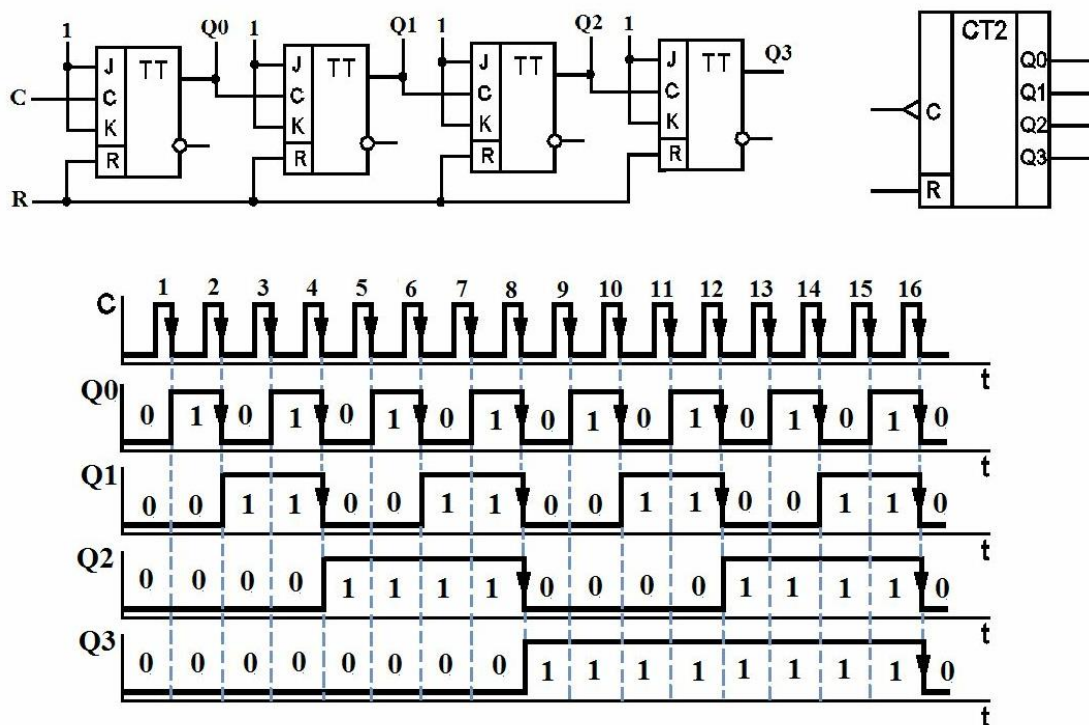 1 Q0 1 Q1 1 Q2 1 CT2
J TT J TT J TT J TT Q3 Q0
C C C C C Q1
K K K K C Q2
R R R R Q3
R R
1 2 3 4 5 6 7 8 9 10 11 12 13 14 15 16
C
t
Q0
0 1 0 1 0 1 0 1 0 1 0 1 0 1 0 1 0
t
Q1
0 0 1 1 0 0 1 1 0 0 1 1 0 0 1 1 0
t
Q2
0 0 0 0 1 1 1 1 0 0 0 0 1 1 1 1 0
t
Q3
0 0 0 0 0 0 0 0 1 1 1 1 1 1 1 1 0
t